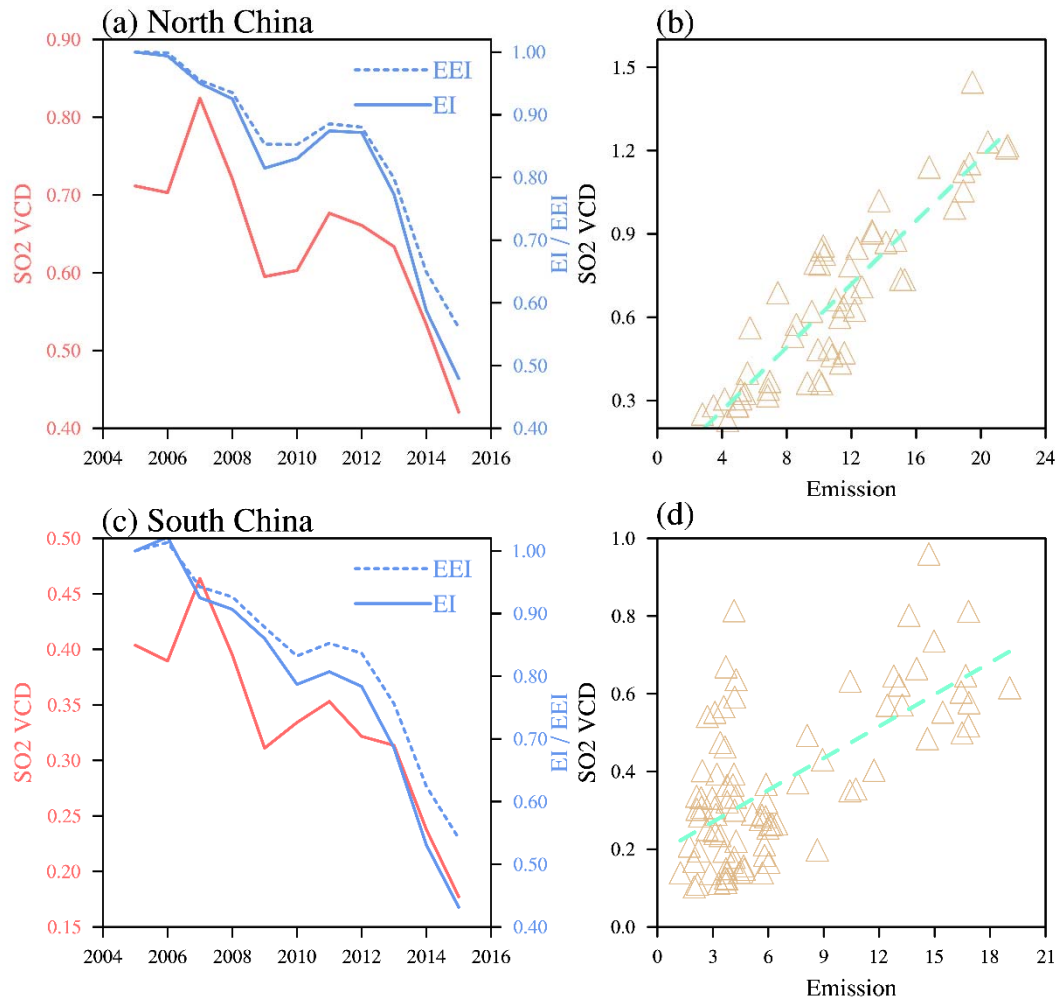 (a) North China
0.90
0.80
0.70
0.60
0.50
0.40
SO2 VCD
EEI
EI
1.00
0.90
0.80
0.70
0.60
0.50
0.40
EI / EEI
2004 2006 2008 2010 2012 2014 2016
(b)
1.5
1.2
0.9
0.6
0.3
SO2 VCD
0 4 8 12 16 20 24
Emission
(c) South China
0.50
0.45
0.40
0.35
0.30
0.25
0.20
0.15
SO2 VCD
EEI
EI
1.00
0.90
0.80
0.70
0.60
0.50
0.40
EI / EEI
2004 2006 2008 2010 2012 2014 2016
(d)
1.0
0.8
0.6
0.4
0.2
0.0
SO2 VCD
3 6 9 12 15 18 21
Emission